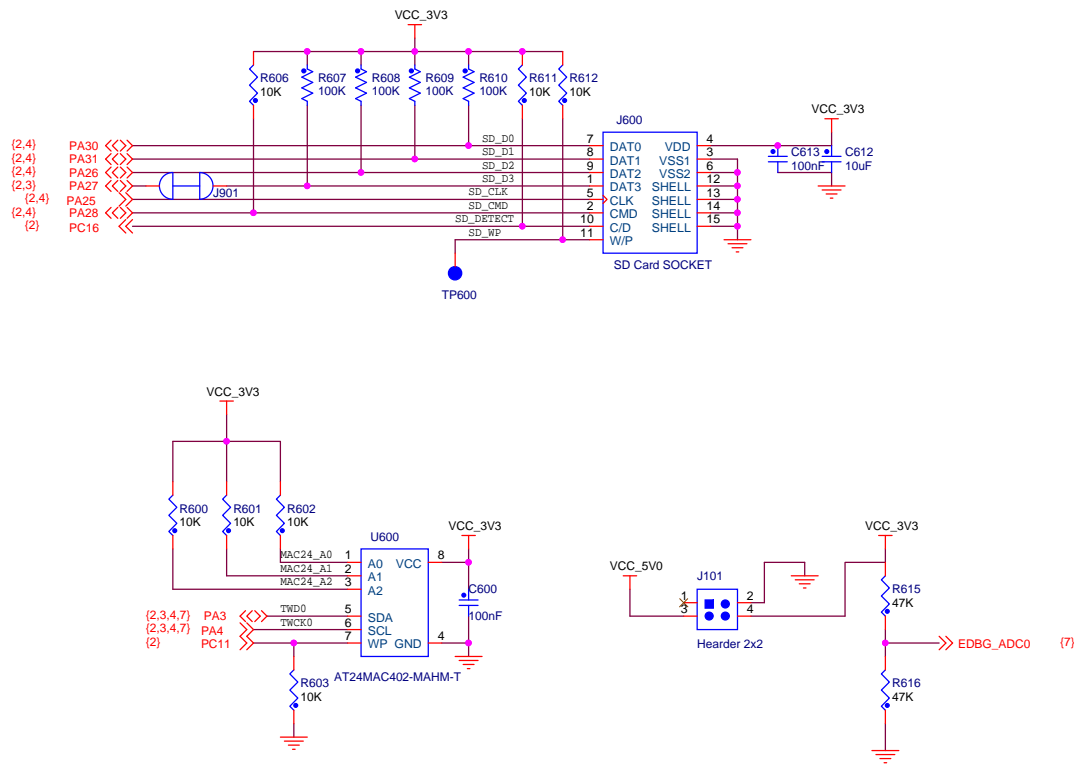 VCC_3V3
R606 R607 R608 R609 R610 R611 R612
10K 100K 100K 100K 100K 10K 10K
J600
VCC_3V3
{2,4} PA30 SD_D0 7 DAT0 VDD 4
{2,4} PA31 SD_D1 8 DAT1 VSS1 3
{2,4} PA26 SD_D2 9 DAT2 VSS2 6
{2,3} PA27 J901 SD_D3 1 DAT3 SHELL 12
{2,4} PA25 SD_CLK 5 CLK SHELL 13
{2,4} PA28 SD_CMD 2 CMD SHELL 14
{2} PC16 SD_DETECT 10 C/D SHELL 15
SD_WP 11 W/P
C613 C612
100nF 10uF
SD Card SOCKET
TP600
VCC_3V3
R600 R601 R602
10K 10K 10K
U600
VCC_3V3
MAC24_A0 1 A0 VCC 8
MAC24_A1 2 A1
MAC24_A2 3 A2
C600
100nF
{2,3,4,7} PA3 TWD0 5 SDA
{2,3,4,7} PA4 TWCK0 6 SCL
{2} PC11 7 WP GND 4
R603
10K
AT24MAC402-MAHM-T
VCC_5V0
J101
1 2
3 4
Hearder 2x2
VCC_3V3
R615
47K
EDBG_ADC0 {7}
R616
47K